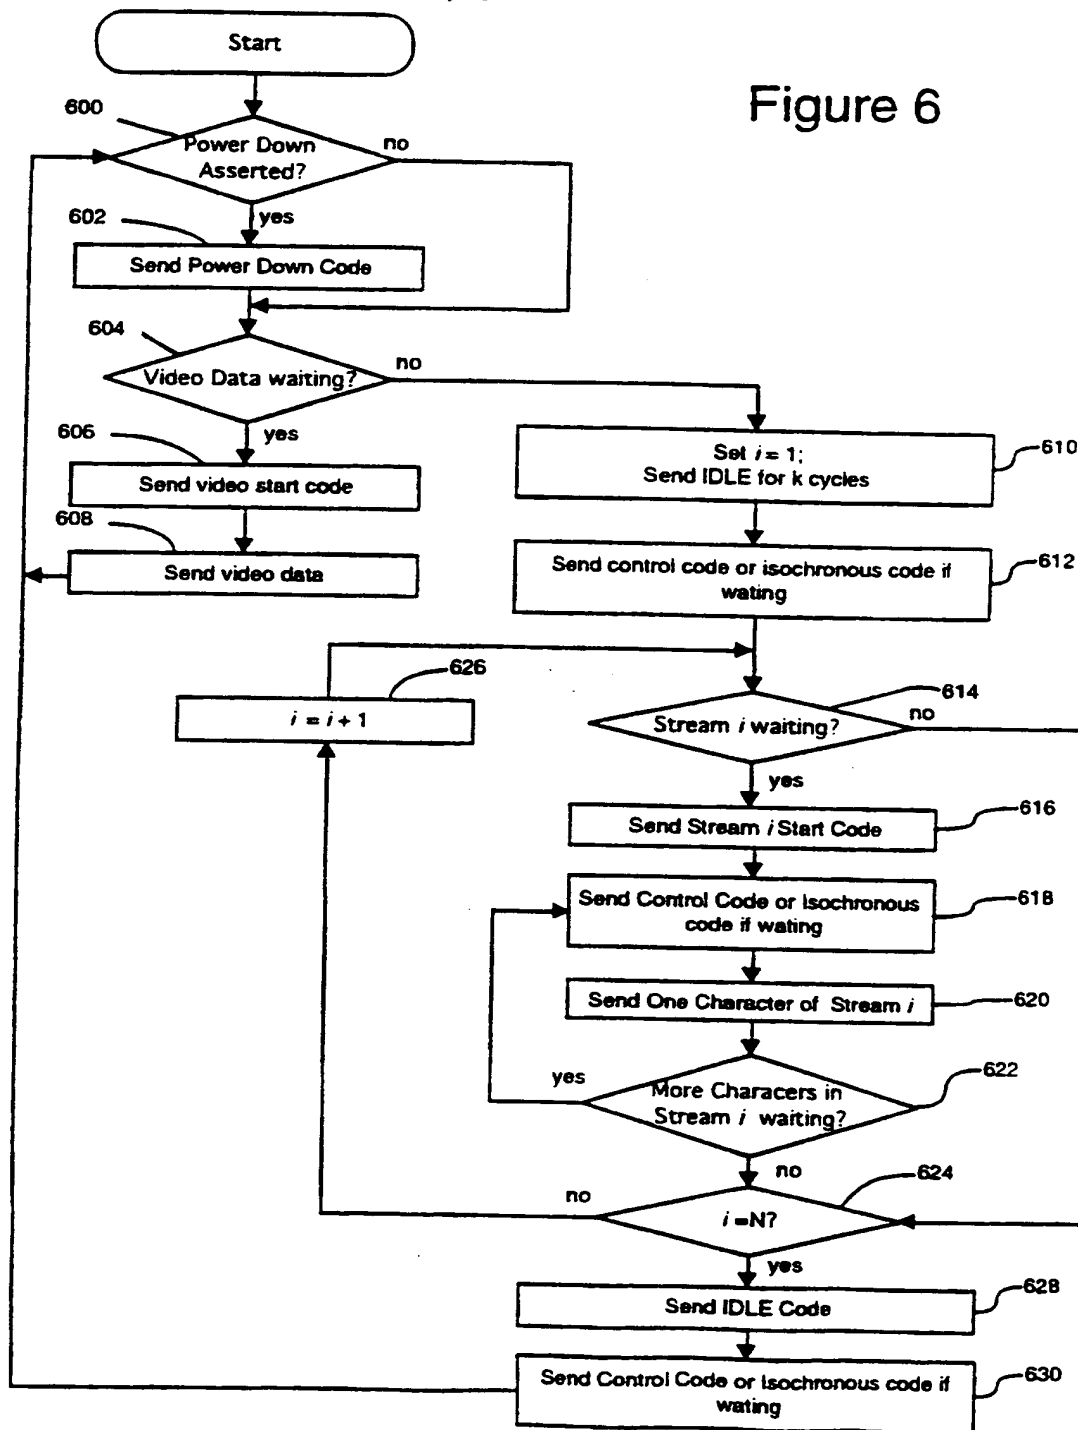 Start
Figure 6
600
Power Down
Asserted?
no
yes
602
Send Power Down Code
604
Video Data waiting?
no
yes
606
Send video start code
608
Send video data
Set i = 1;
Send IDLE for k cycles
610
Send control code or isochronous code if
wating
612
626
i = i + 1
614
Stream i waiting?
no
yes
Send Stream i Start Code
616
Send Control Code or Isochronous
code if wating
618
Send One Character of Stream i
620
yes
More Characers in
Stream i waiting?
622
no
624
no
i =N?
yes
Send IDLE Code
628
Send Control Code or Isochronous code if
wating
630